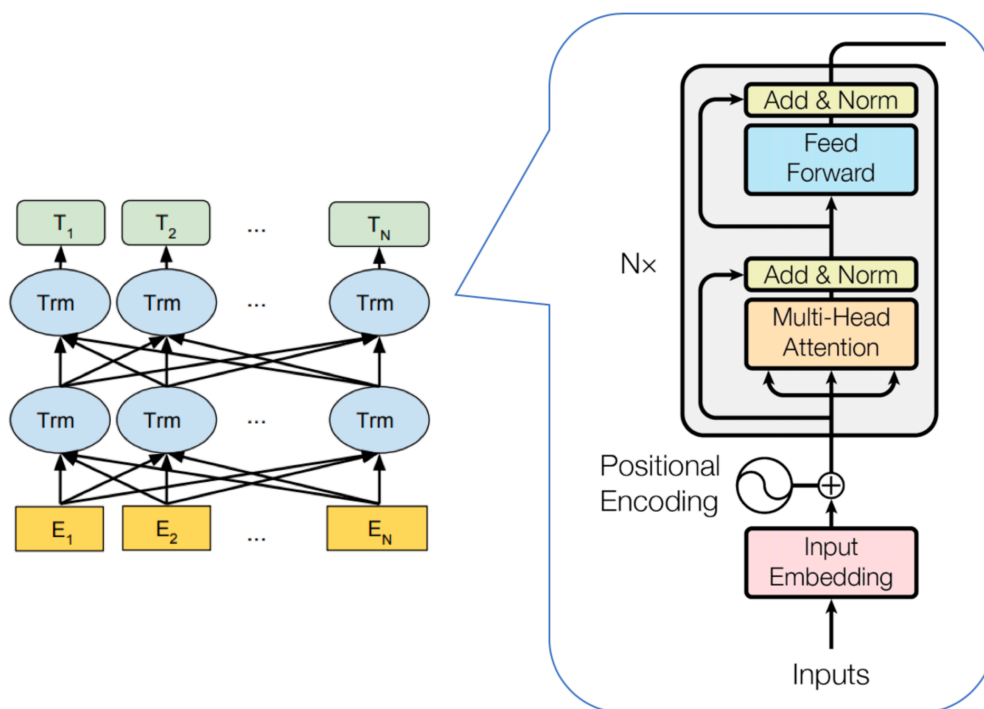 T1 T2 ... TN
Trm Trm ... Trm
Trm Trm ... Trm
E1 E2 ... EN
Add & Norm
Feed
Forward
N×
Add & Norm
Multi-Head
Attention
Positional
Encoding
Input
Embedding
Inputs